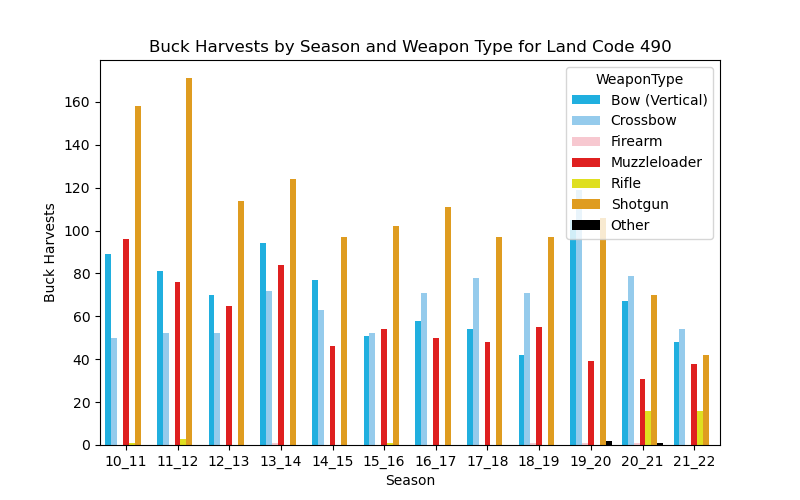 Buck Harvests by Season and Weapon Type for Land Code 490
WeaponType
Bow (Vertical)
Crossbow
Firearm
Muzzleloader
Rifle
Shotgun
Other
Buck Harvests
160
140
120
100
80
60
40
20
0
10_11 11_12 12_13 13_14 14_15 15_16 16_17 17_18 18_19 19_20 20_21 21_22
Season